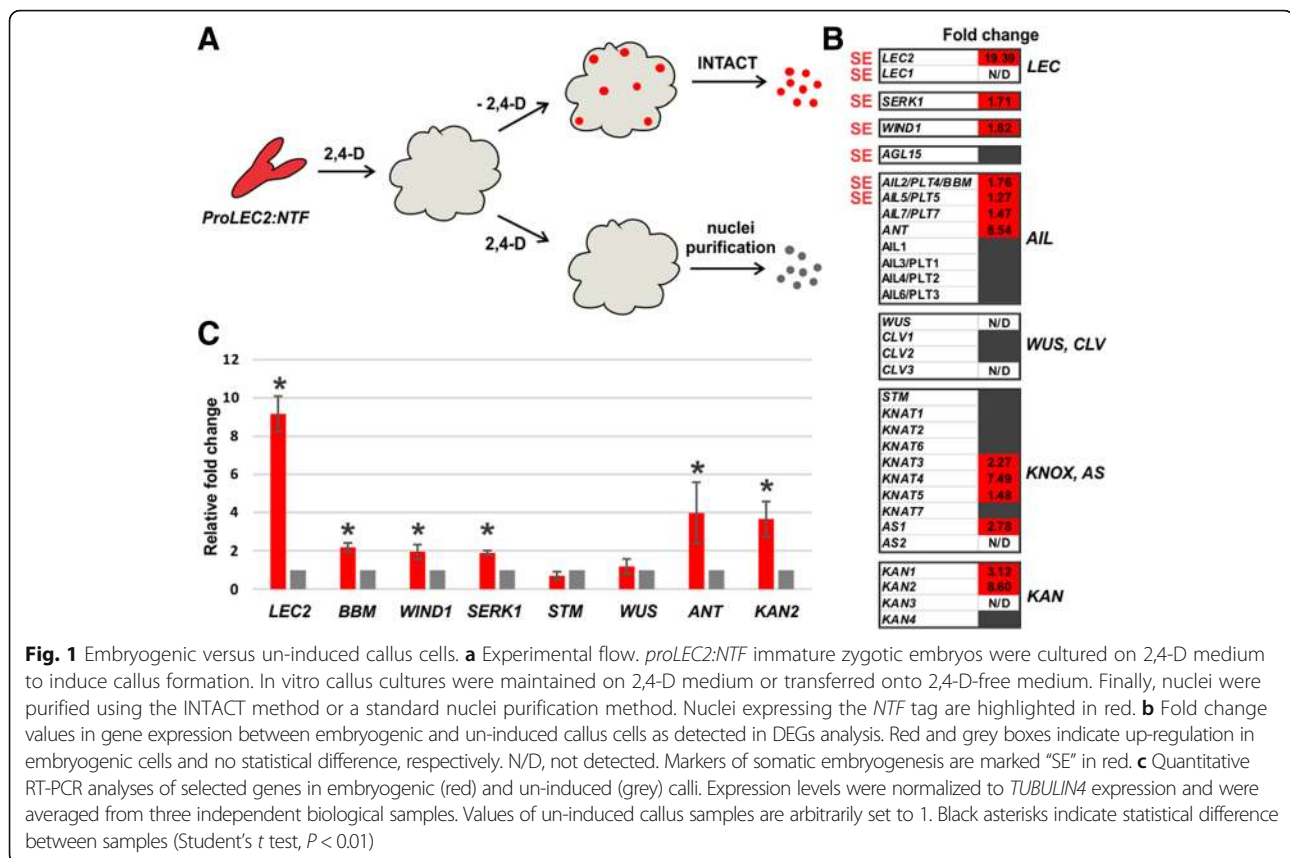 A
ProLEC2:NTF
2,4-D
- 2,4-D
2,4-D
INTACT
nuclei
purification
B
Fold change
SE LEC2 19.39
SE LEC1 N/D
LEC
SE SERK1 1.71
SE WIND1 1.82
SE AGL15
SE AIL2/PLT4/BBM 1.76
SE AIL5/PLT5 1.27
AIL7/PLT7 1.47
ANT 8.54
AIL1
AIL3/PLT1
AIL4/PLT2
AIL6/PLT3
AIL
WUS N/D
CLV1
CLV2
CLV3 N/D
WUS, CLV
STM
KNAT1
KNAT2
KNAT6
KNAT3 2.27
KNAT4 7.49
KNAT5 1.48
KNAT7
AS1 2.78
AS2 N/D
KNOX, AS
KAN1 3.12
KAN2 8.60
KAN3 N/D
KAN4
KAN
C
Relative fold change
12
10
8
6
4
2
0
* * * * * *
LEC2 BBM WIND1 SERK1 STM WUS ANT KAN2
Fig. 1 Embryogenic versus un-induced callus cells. a Experimental flow. proLEC2:NTF immature zygotic embryos were cultured on 2,4-D medium
to induce callus formation. In vitro callus cultures were maintained on 2,4-D medium or transferred onto 2,4-D-free medium. Finally, nuclei were
purified using the INTACT method or a standard nuclei purification method. Nuclei expressing the NTF tag are highlighted in red. b Fold change
values in gene expression between embryogenic and un-induced callus cells as detected in DEGs analysis. Red and grey boxes indicate up-regulation in
embryogenic cells and no statistical difference, respectively. N/D, not detected. Markers of somatic embryogenesis are marked “SE” in red. c Quantitative
RT-PCR analyses of selected genes in embryogenic (red) and un-induced (grey) calli. Expression levels were normalized to TUBULIN4 expression and were
averaged from three independent biological samples. Values of un-induced callus samples are arbitrarily set to 1. Black asterisks indicate statistical difference
between samples (Student’s t test, P < 0.01)